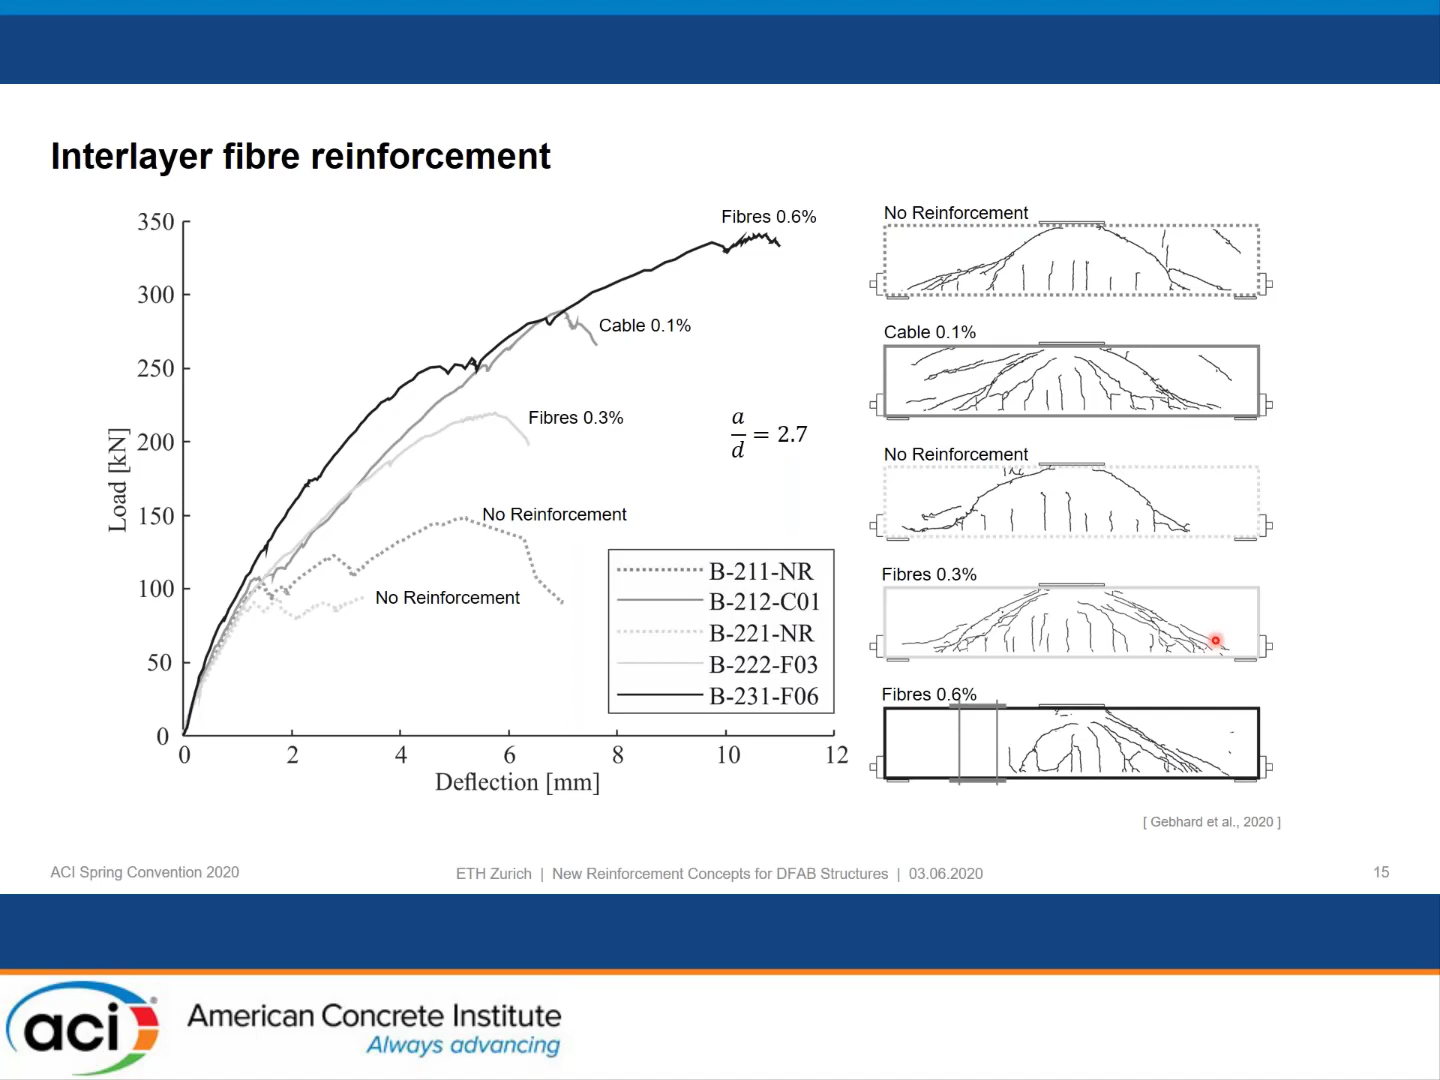 Interlayer fibre reinforcement
350
300
250
200
150
100
50
0
Load [kN]
0 2 4 6 8 10 12
Deflection [mm]
Fibres 0.6%
Cable 0.1%
Fibres 0.3%
No Reinforcement
No Reinforcement
a
d = 2.7
B-211-NR
B-212-C01
B-221-NR
B-222-F03
B-231-F06
No Reinforcement
Cable 0.1%
No Reinforcement
Fibres 0.3%
Fibres 0.6%
[ Gebhard et al., 2020 ]
ACI Spring Convention 2020
ETH Zurich | New Reinforcement Concepts for DFAB Structures | 03.06.2020
15
aci
American Concrete Institute
Always advancing